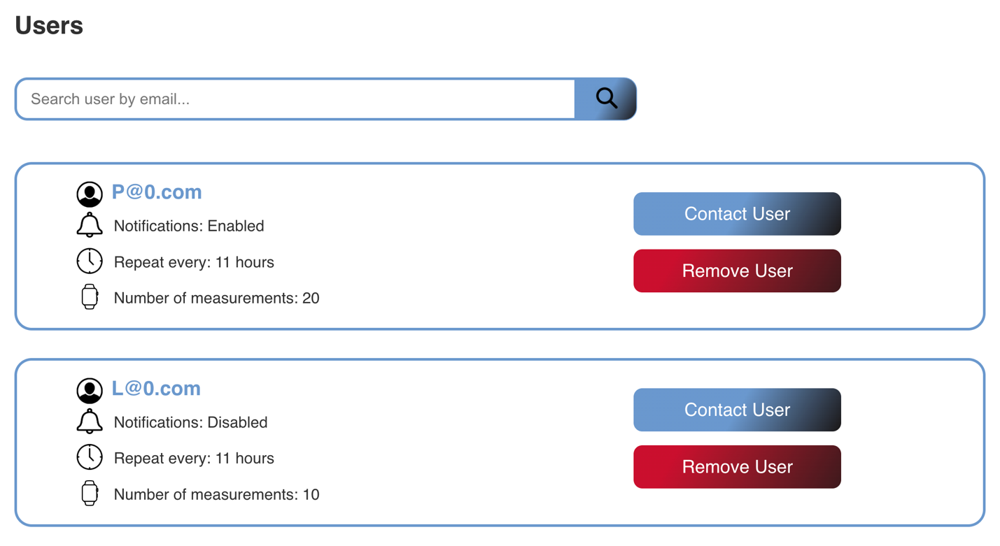 Users
Search user by email...
P@0.com
Notifications: Enabled
Repeat every: 11 hours
Number of measurements: 20
Contact User
Remove User
L@0.com
Notifications: Disabled
Repeat every: 11 hours
Number of measurements: 10
Contact User
Remove User